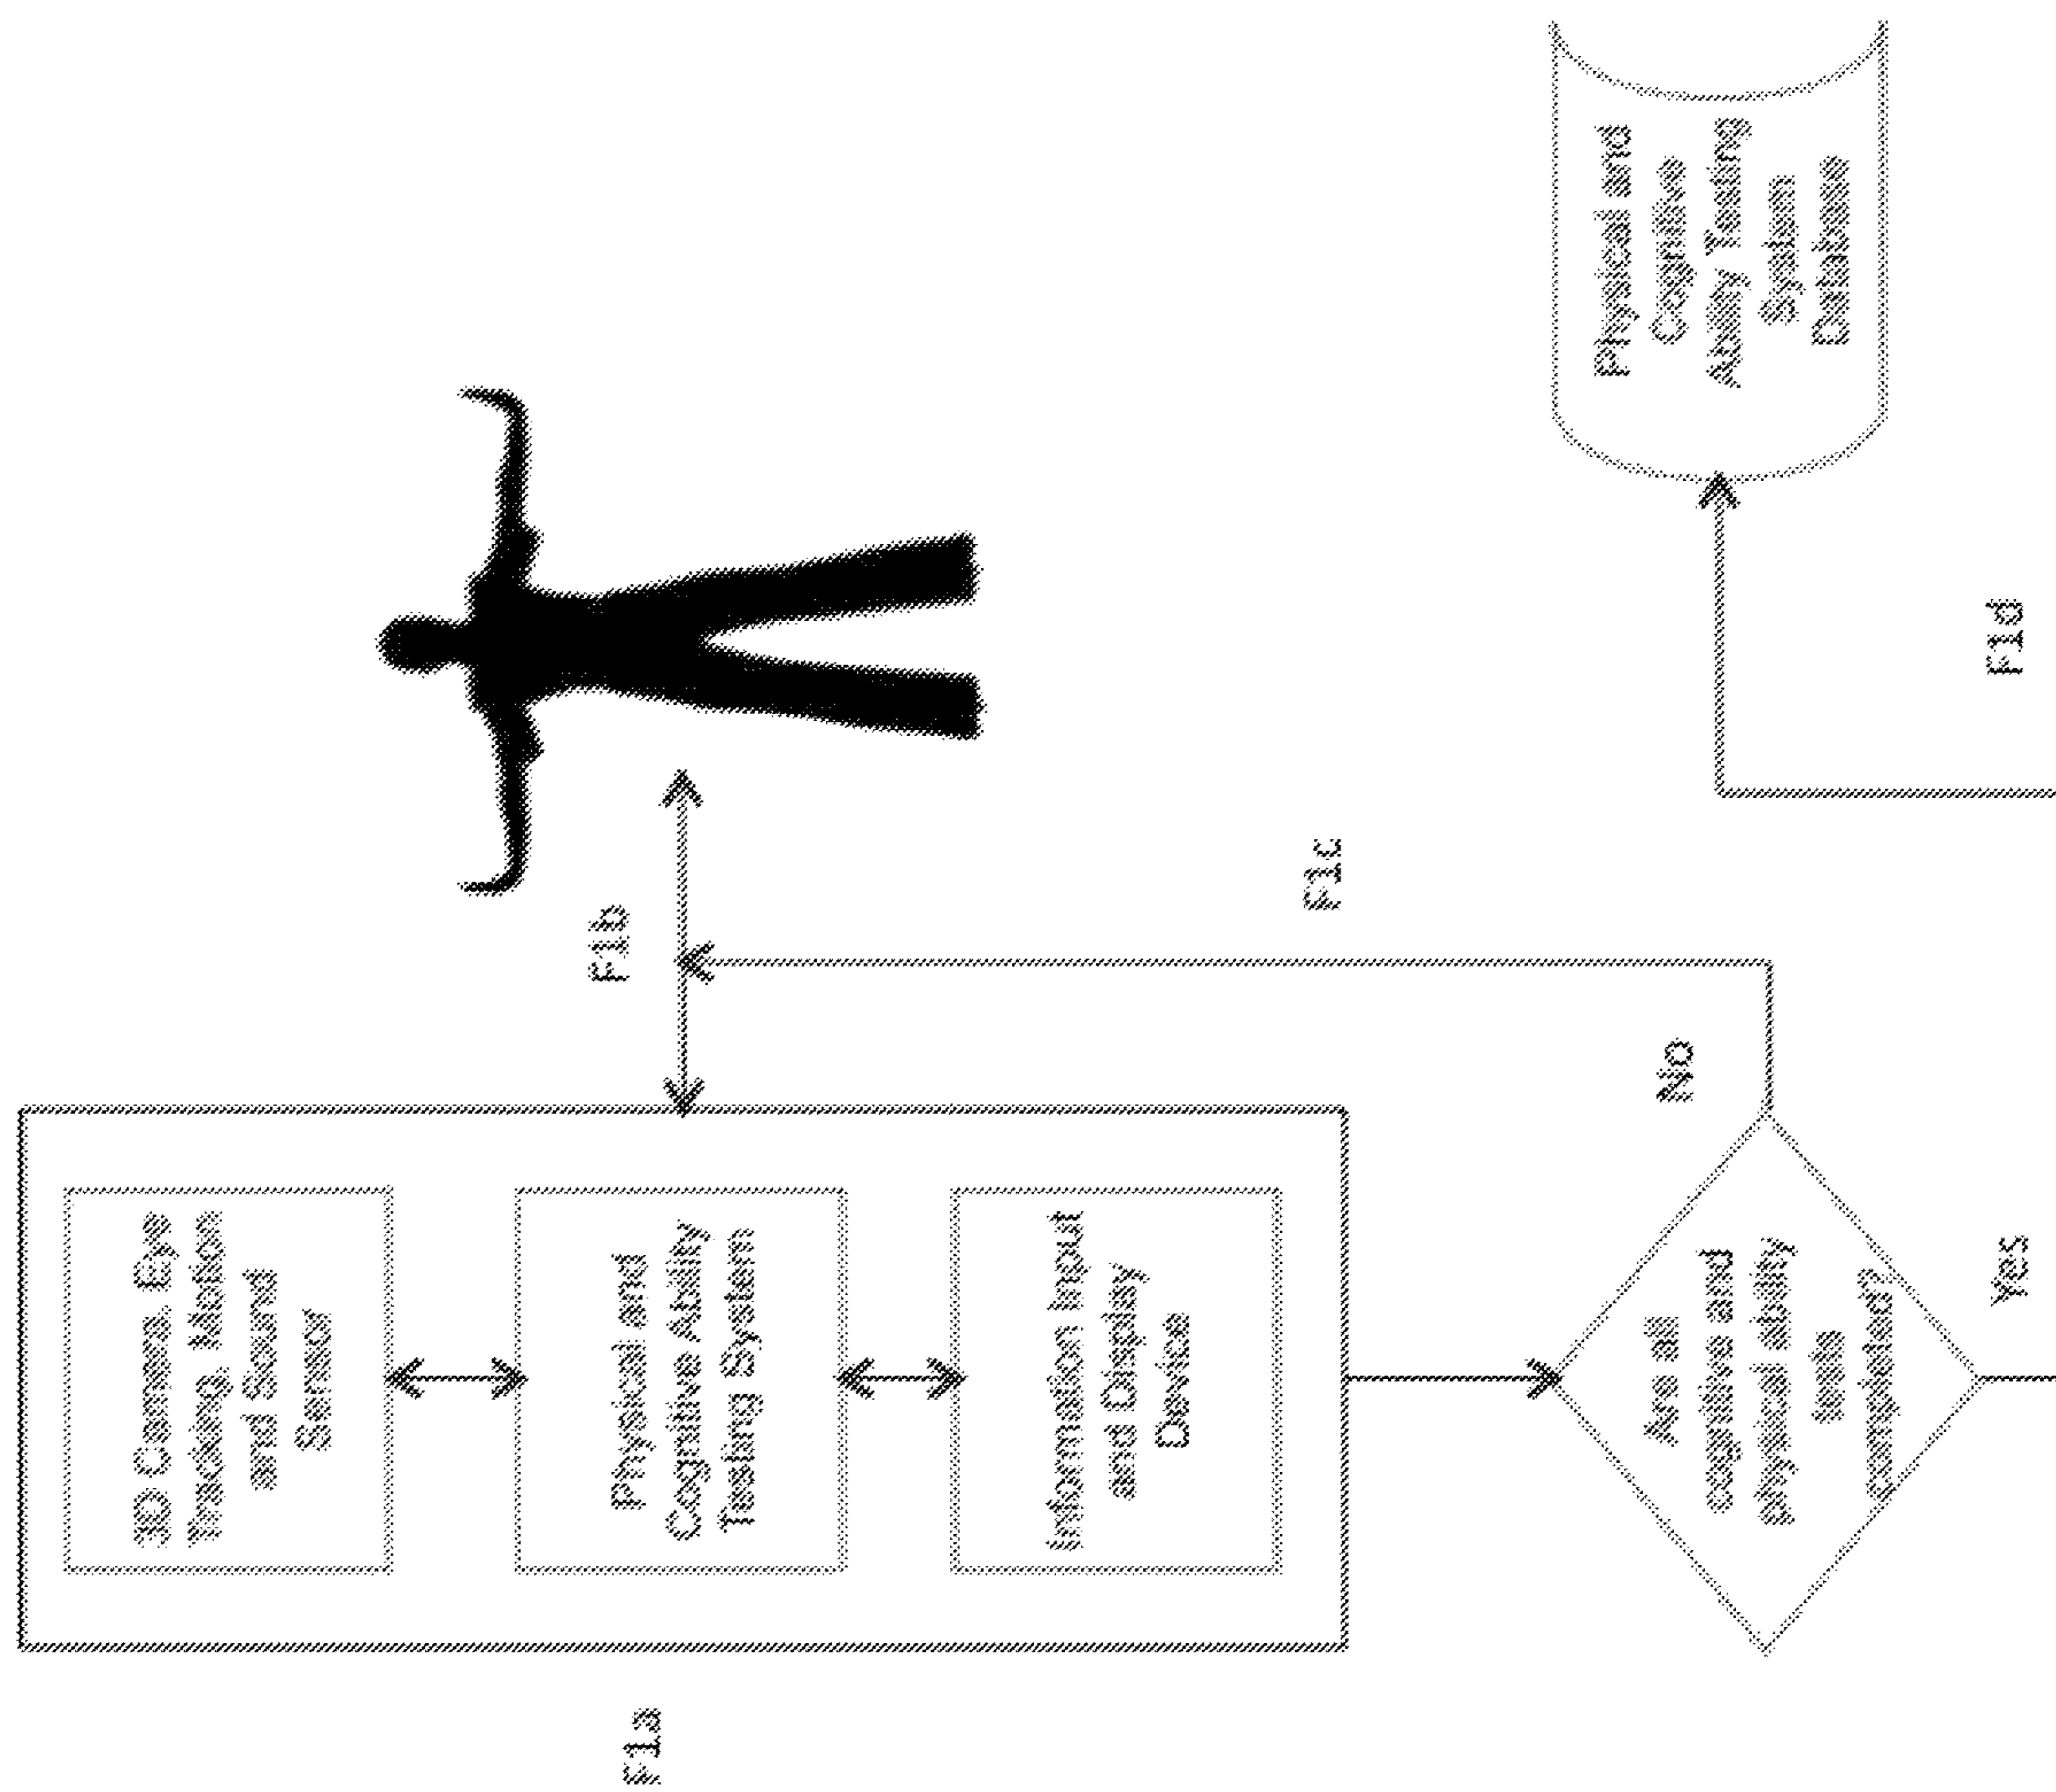 3D Camera, Eye
Tracking, Motion
and Sound
Sensor
Physical and
Cognitive Ability
Testing System
Information Input
and Display
Device
F1a
F1b
F1c
No
Are all
cognitive and
physical ability
tests
completed?
yes
F1d
Physical and
Cognitive
Ability Testing
System
Database